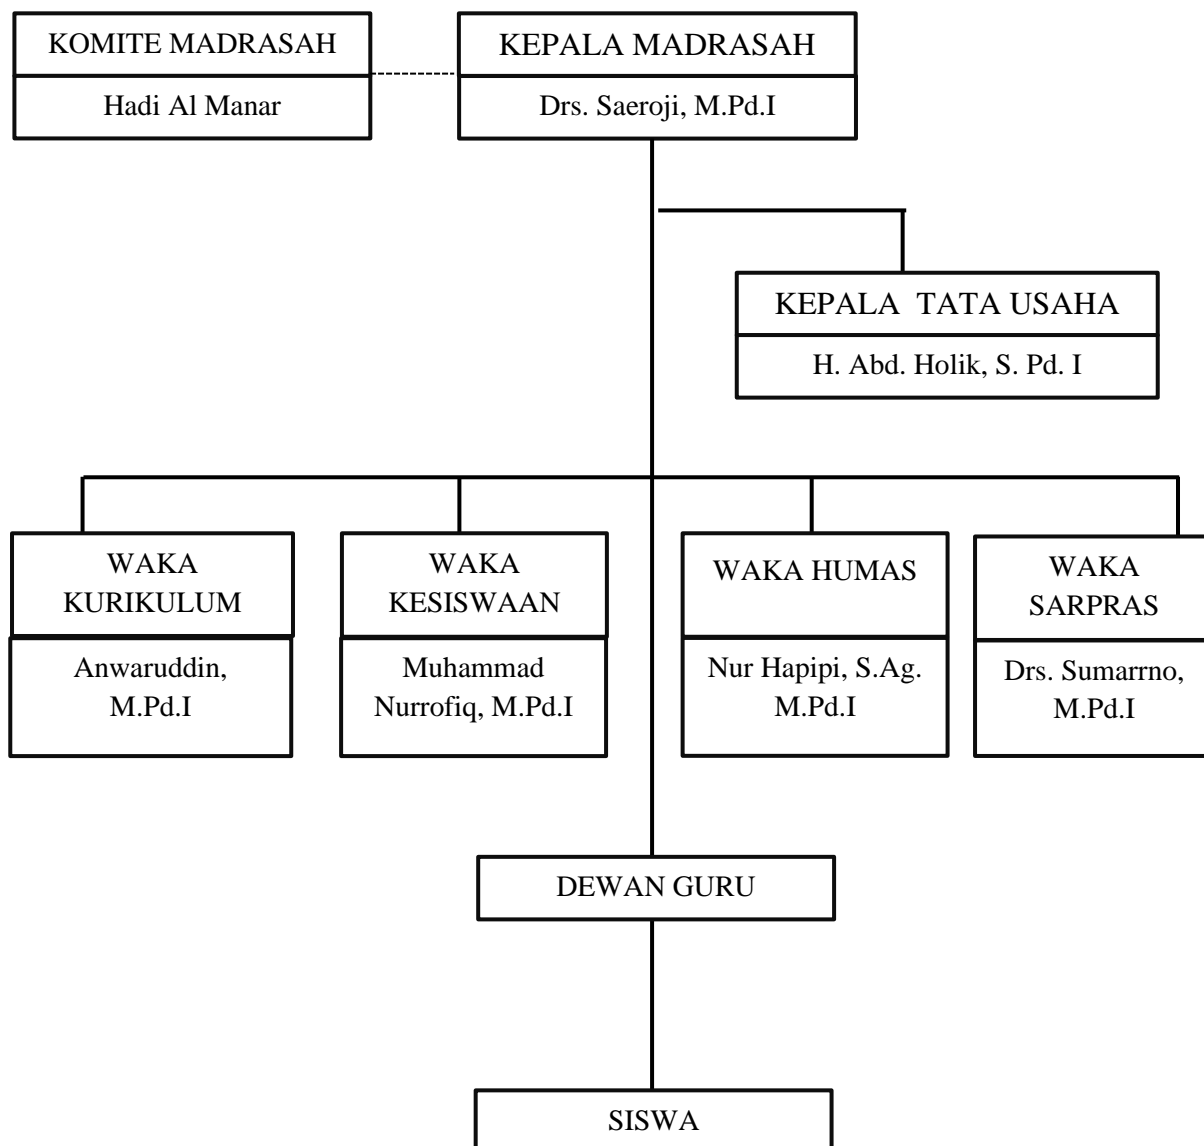 KOMITE MADRASAH
Hadi Al Manar
KEPALA MADRASAH
Drs. Saeroji, M.Pd.I
KEPALA  TATA USAHA
H. Abd. Holik, S. Pd. I
WAKA
KURIKULUM
Anwaruddin,
M.Pd.I
WAKA
KESISWAAN
Muhammad
Nurrofiq, M.Pd.I
WAKA HUMAS
Nur Hapipi, S.Ag.
M.Pd.I
WAKA
SARPRAS
Drs. Sumarrno,
M.Pd.I
DEWAN GURU
SISWA